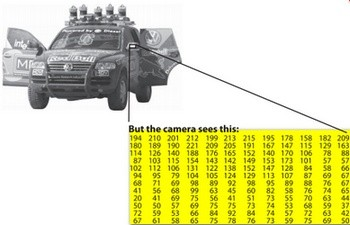 Powered by Diesel
Red Bull
But the camera sees this:
194 210 201 212 199 213 215 195 178 158 182 209
180 189 190 221 209 205 191 167 147 115 129 163
114 126 140 188 176 165 152 140 170 106 78 88
87 103 115 154 143 142 149 153 173 101 57 57
102 112 106 131 122 138 152 147 128 84 58 66
94 95 79 104 105 124 129 113 107 87 69 67
68 71 69 98 89 92 98 95 89 88 76 67
41 56 68 99 63 45 60 82 58 76 74 65
20 41 69 75 56 41 51 73 55 70 63 44
50 50 57 69 75 75 73 74 53 68 59 37
72 59 53 66 84 92 84 74 57 72 63 42
67 61 58 65 75 78 76 73 59 75 69 50